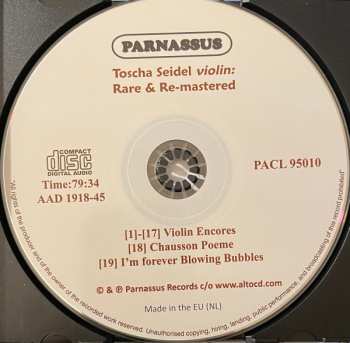 PARNASSUS
Toscha Seidel violin:
Rare & Re-mastered
COMPACT
disc
DIGITAL AUDIO
Time:79:34
AAD 1918-45
PACL 95010
[1]-[17] Violin Encores
[18] Chausson Poeme
[19] I'm forever Blowing Bubbles
© & ℗ Parnassus Records c/o www.altocd.com
Made in the EU (NL)
"All rights of the producer and of the owner of the recorded work reserved. Unauthorised copying, hiring, lending, public performance, and broadcasting of this record prohibited"